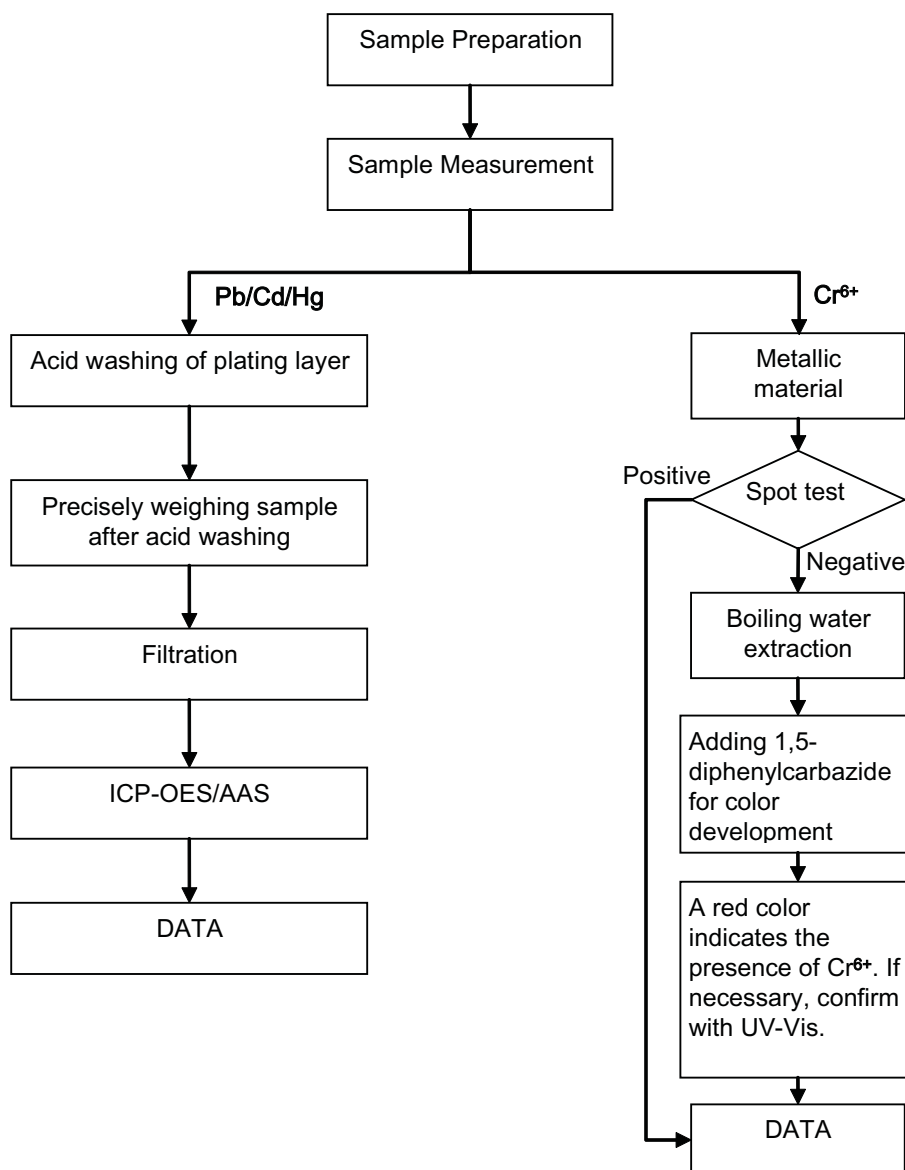 Sample Preparation
Sample Measurement
Pb/Cd/Hg
Acid washing of plating layer
Precisely weighing sample
after acid washing
Filtration
ICP-OES/AAS
DATA
Cr⁶⁺
Metallic
material
Spot test
Positive
Negative
Boiling water
extraction
Adding 1,5-
diphenylcarbazide
for color
development
A red color
indicates the
presence of Cr⁶⁺. If
necessary, confirm
with UV-Vis.
DATA